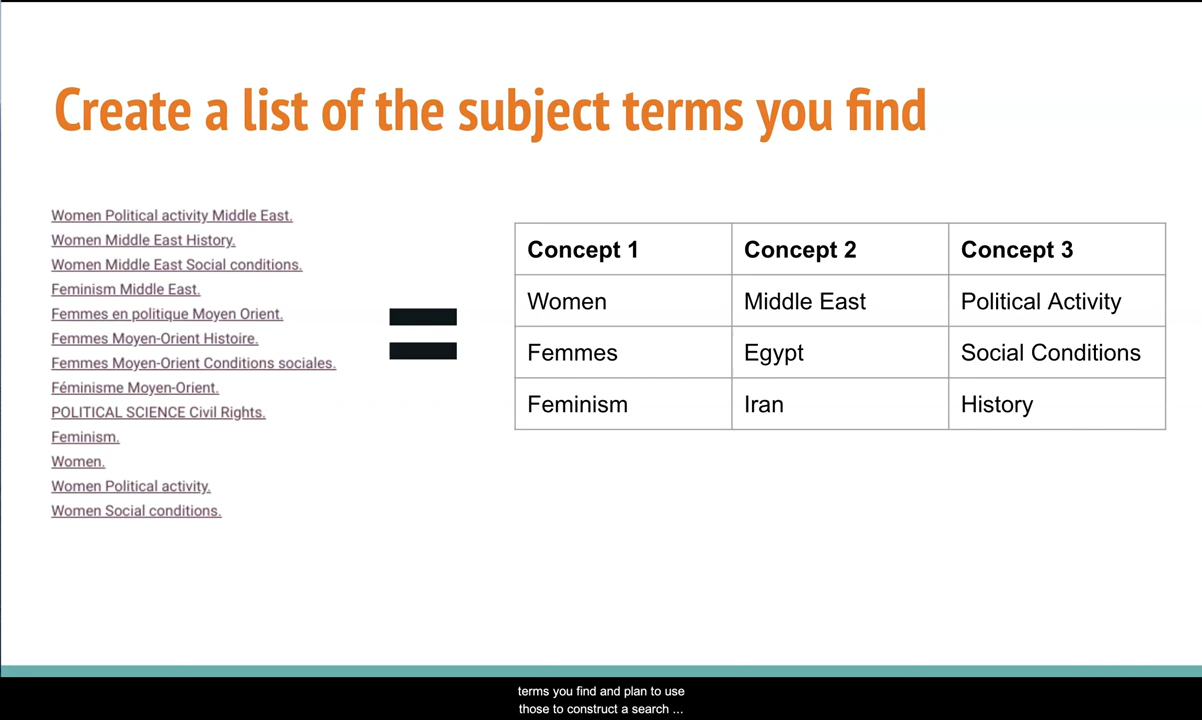 Create a list of the subject terms you find
Women Political activity Middle East.
Women Middle East History.
Women Middle East Social conditions.
Feminism Middle East.
Femmes en politique Moyen Orient.
Femmes Moyen-Orient Histoire.
Femmes Moyen-Orient Conditions sociales.
Féminisme Moyen-Orient.
POLITICAL SCIENCE Civil Rights.
Feminism.
Women.
Women Political activity.
Women Social conditions.
Concept 1 Concept 2 Concept 3
Women Middle East Political Activity
Femmes Egypt Social Conditions
Feminism Iran History
terms you find and plan to use
those to construct a search ...